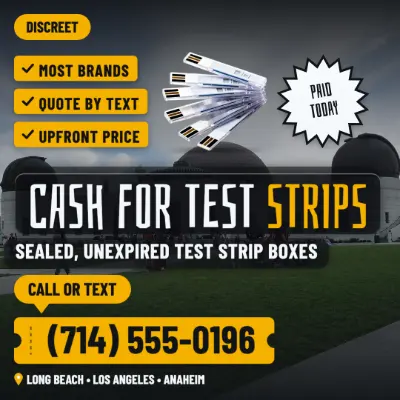 DISCREET
MOST BRANDS
QUOTE BY TEXT
UPFRONT PRICE
PAID
TODAY
CASH FOR TEST STRIPS
SEALED, UNEXPIRED TEST STRIP BOXES
CALL OR TEXT
(714) 555-0196
LONG BEACH • LOS ANGELES • ANAHEIM